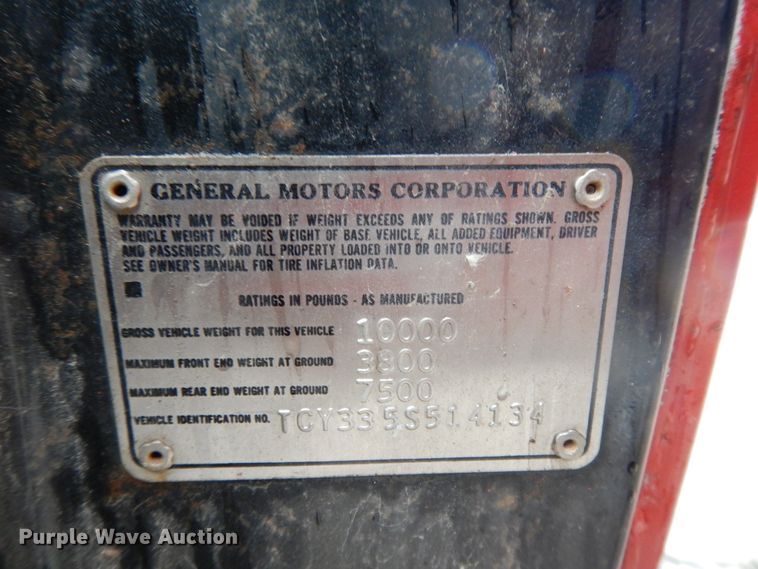 GENERAL MOTORS CORPORATION
WARRANTY MAY BE VOIDED IF WEIGHT EXCEEDS ANY OF RATINGS SHOWN. GROSS
VEHICLE WEIGHT INCLUDES WEIGHT OF BASE VEHICLE, ALL ADDED EQUIPMENT, DRIVER
AND PASSENGERS, AND ALL PROPERTY LOADED INTO OR ONTO VEHICLE.
SEE OWNER'S MANUAL FOR TIRE INFLATION DATA.
RATINGS IN POUNDS - AS MANUFACTURED
GROSS VEHICLE WEIGHT FOR THIS VEHICLE 10000
MAXIMUM FRONT END WEIGHT AT GROUND 3800
MAXIMUM REAR END WEIGHT AT GROUND 7500
VEHICLE IDENTIFICATION NO. TCY335S514134
Purple Wave Auction®
PurpleWave.com®